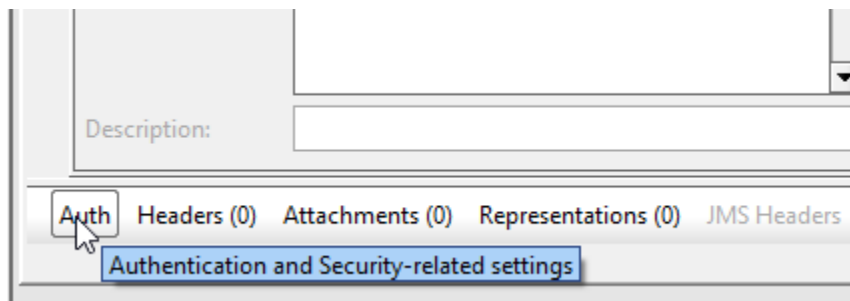 Description:
Auth Headers (0) Attachments (0) Representations (0) JMS Headers
Authentication and Security-related settings